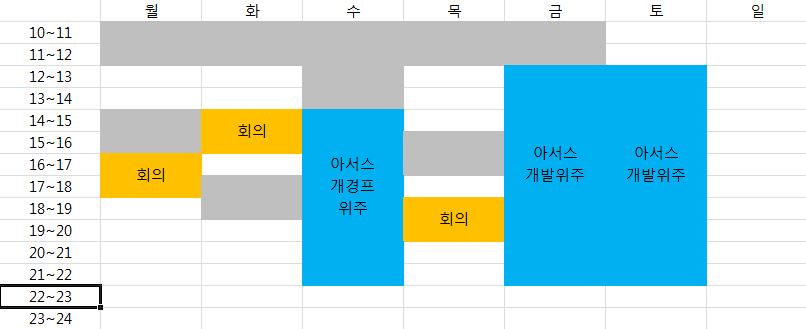 월 화 수 목 금 토 일
10~11
11~12
12~13
13~14
14~15
회의
15~16
아서스 아서스
16~17
아서스
개발위주 개발위주
회의
17~18
개경프
18~19
위주
회의
19~20
20~21
21~22
22~23
23~24